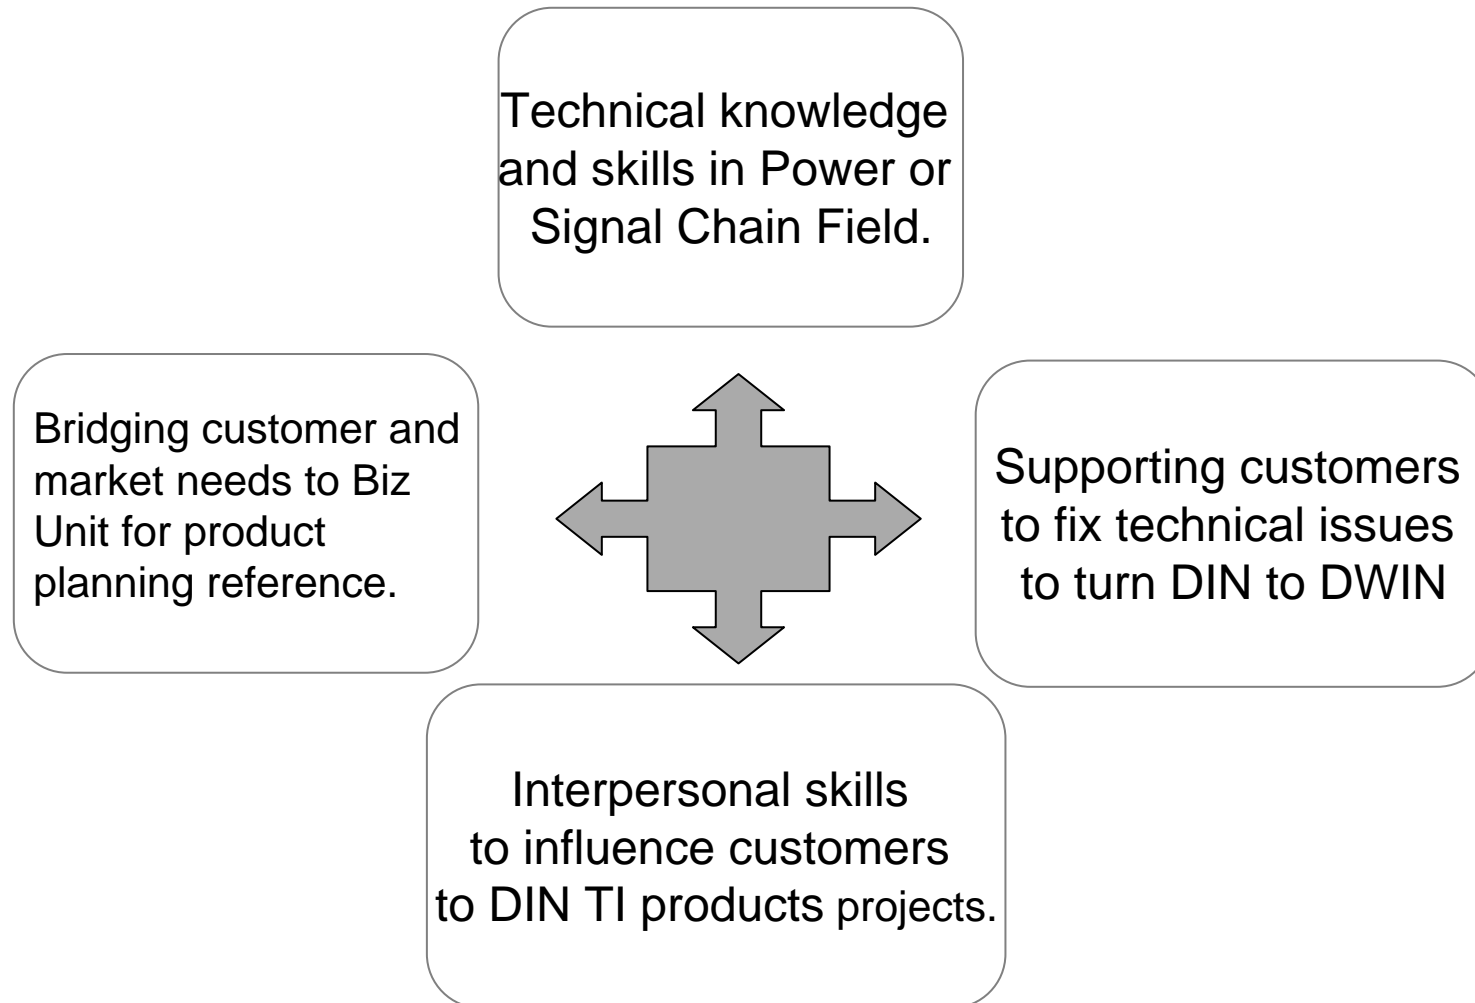 Technical knowledge
and skills in Power or
Signal Chain Field.
Bridging customer and
market needs to Biz
Unit for product
planning reference.
Supporting customers
to fix technical issues
to turn DIN to DWIN
Interpersonal skills
to influence customers
to DIN TI products projects.